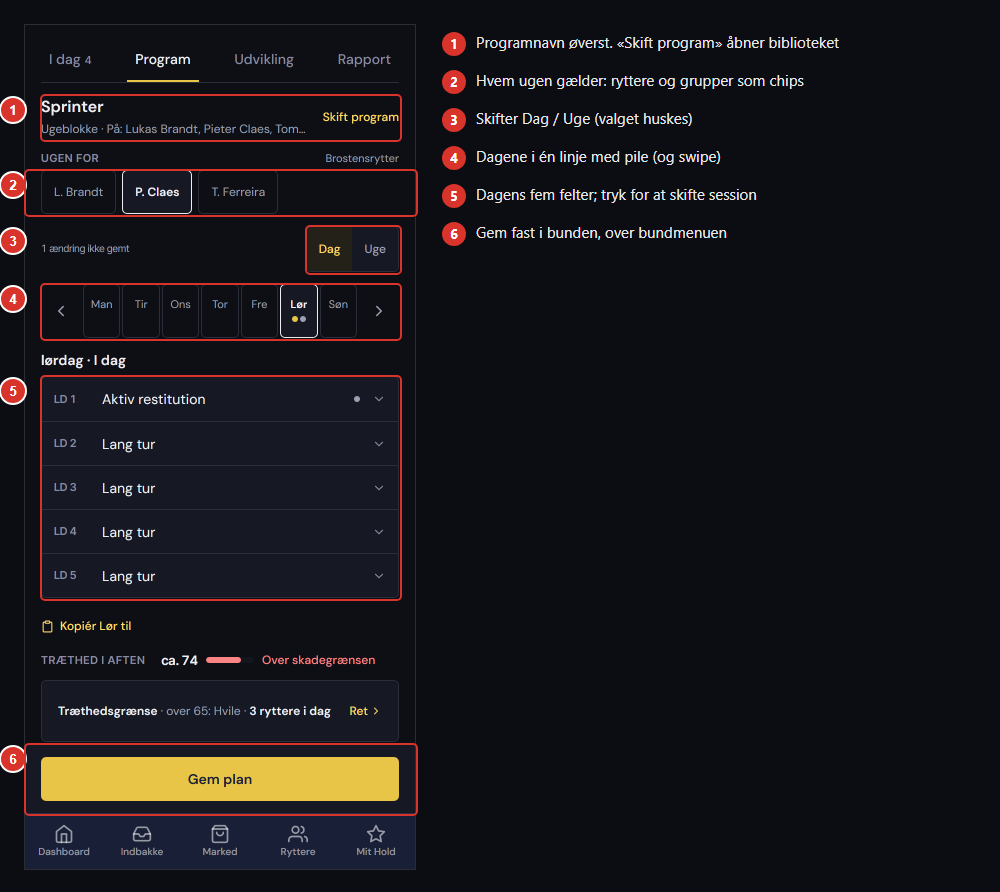 I dag 4 Program Udvikling Rapport
1 Sprinter Skift program
Ugeblokke · På: Lukas Brandt, Pieter Claes, Tom...
UGEN FOR Brostensrytter
2 L. Brandt P. Claes T. Ferreira
3 1 ændring ikke gemt Dag Uge
4 Man Tir Ons Tor Fre Lør Søn
lørdag · I dag
5 LD 1 Aktiv restitution
LD 2 Lang tur
LD 3 Lang tur
LD 4 Lang tur
LD 5 Lang tur
Kopiér Lør til
TRÆTHED I AFTEN ca. 74 Over skadegrænsen
Træthedsgrænse · over 65: Hvile · 3 ryttere i dag Ret
6 Gem plan
Dashboard Indbakke Marked Ryttere Mit Hold
1 Programnavn øverst. «Skift program» åbner biblioteket
2 Hvem ugen gælder: ryttere og grupper som chips
3 Skifter Dag / Uge (valget huskes)
4 Dagene i én linje med pile (og swipe)
5 Dagens fem felter; tryk for at skifte session
6 Gem fast i bunden, over bundmenuen